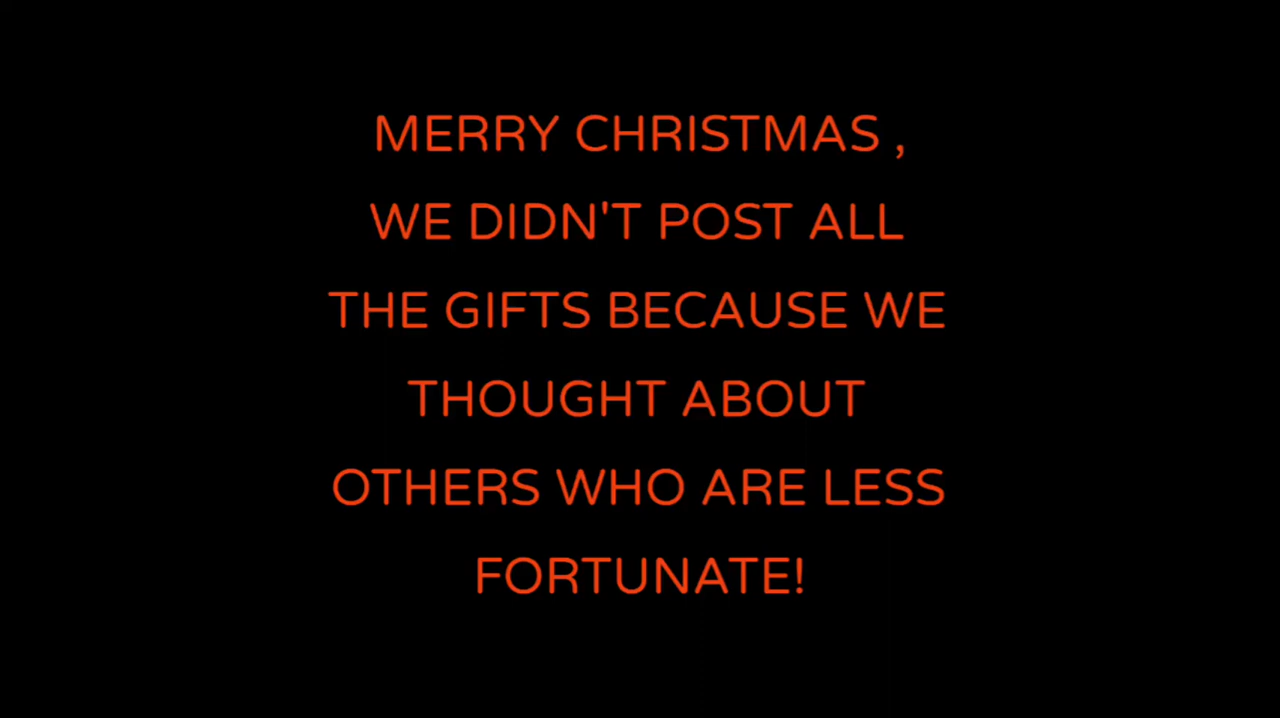 MERRY CHRISTMAS ,
WE DIDN'T POST ALL
THE GIFTS BECAUSE WE
THOUGHT ABOUT
OTHERS WHO ARE LESS
FORTUNATE!